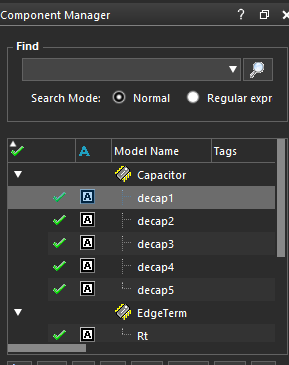 Component Manager ?
Find
Search Mode: Normal Regular expr
A Model Name Tags
Capacitor
A decap1
A decap2
A decap3
A decap4
A decap5
EdgeTerm
A Rt